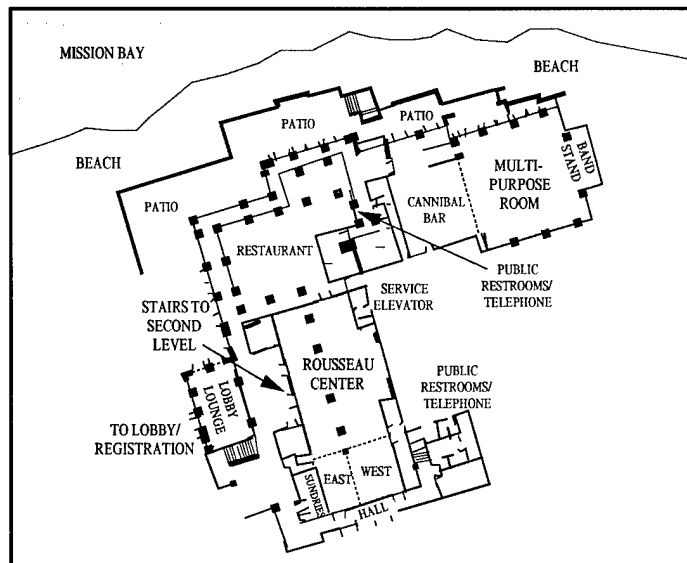 MISSION BAY
BEACH
PATIO
PATIO
BEACH
PATIO
BAND
STAND
MULTI-
PURPOSE
ROOM
CANNIBAL
BAR
RESTAURANT
PUBLIC
RESTROOMS/
TELEPHONE
SERVICE
ELEVATOR
STAIRS TO
SECOND
LEVEL
ROUSSEAU
CENTER
PUBLIC
RESTROOMS/
TELEPHONE
LOBBY
LOUNGE
TO LOBBY/
REGISTRATION
EAST
WEST
SUNDRIES
HALL